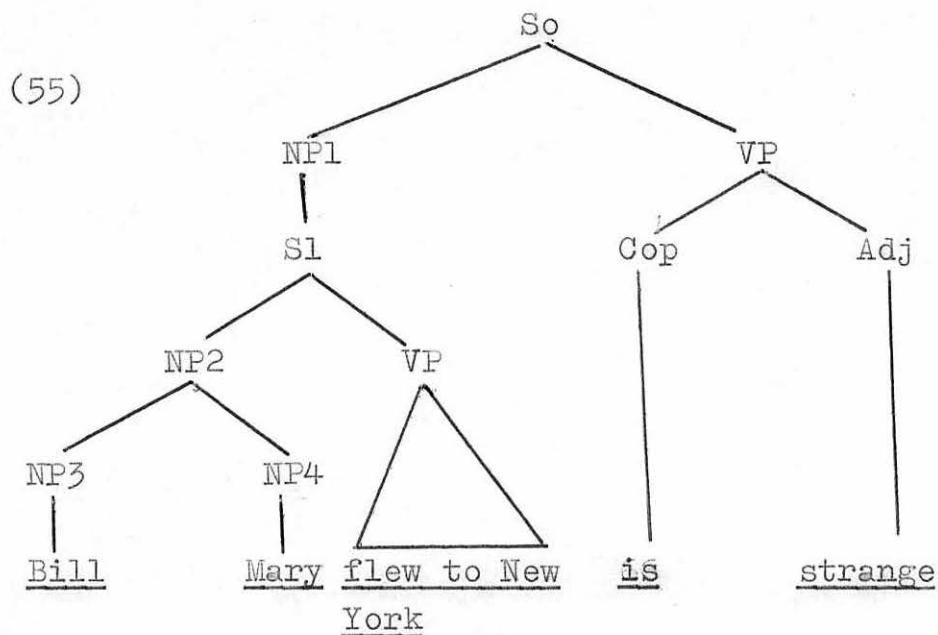 So
(55)
NP1 VP
S1 Cop Adj
NP2 VP
NP3 NP4
Bill Mary flew to New is strange
York